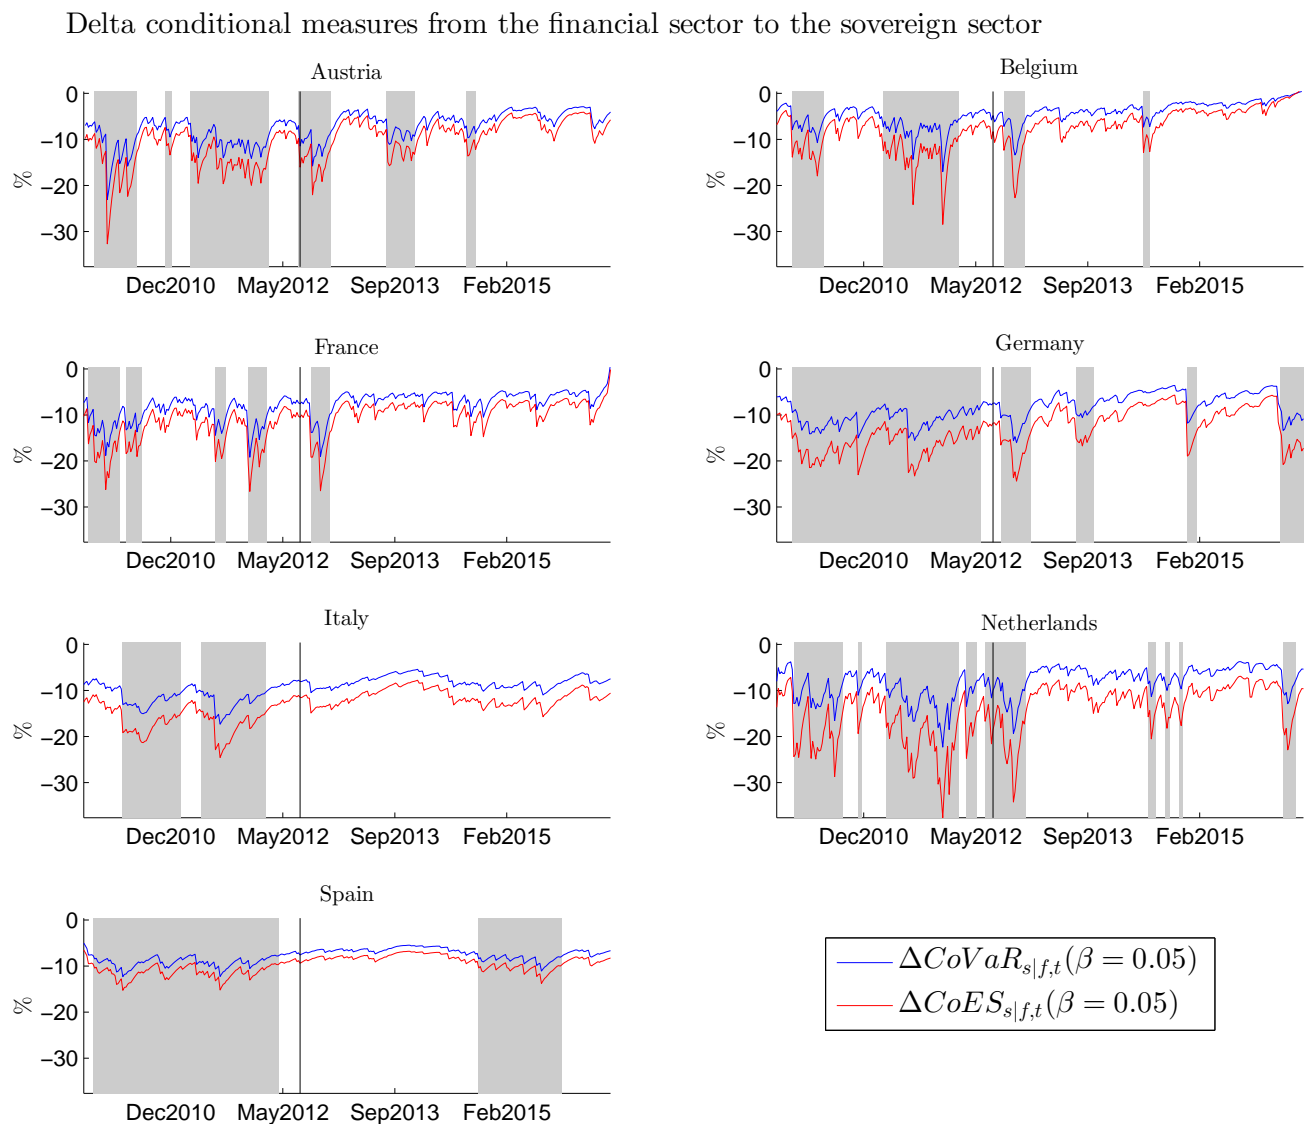 Delta conditional measures from the financial sector to the sovereign sector
Austria
0
−10
−20
−30
%
Dec2010 May2012 Sep2013 Feb2015
Belgium
0
−10
−20
−30
%
Dec2010 May2012 Sep2013 Feb2015
France
0
−10
−20
−30
%
Dec2010 May2012 Sep2013 Feb2015
Germany
0
−10
−20
−30
%
Dec2010 May2012 Sep2013 Feb2015
Italy
0
−10
−20
−30
%
Dec2010 May2012 Sep2013 Feb2015
Netherlands
0
−10
−20
−30
%
Dec2010 May2012 Sep2013 Feb2015
Spain
0
−10
−20
−30
%
Dec2010 May2012 Sep2013 Feb2015
ΔCoVaR_{s|f,t}(β = 0.05)
ΔCoES_{s|f,t}(β = 0.05)